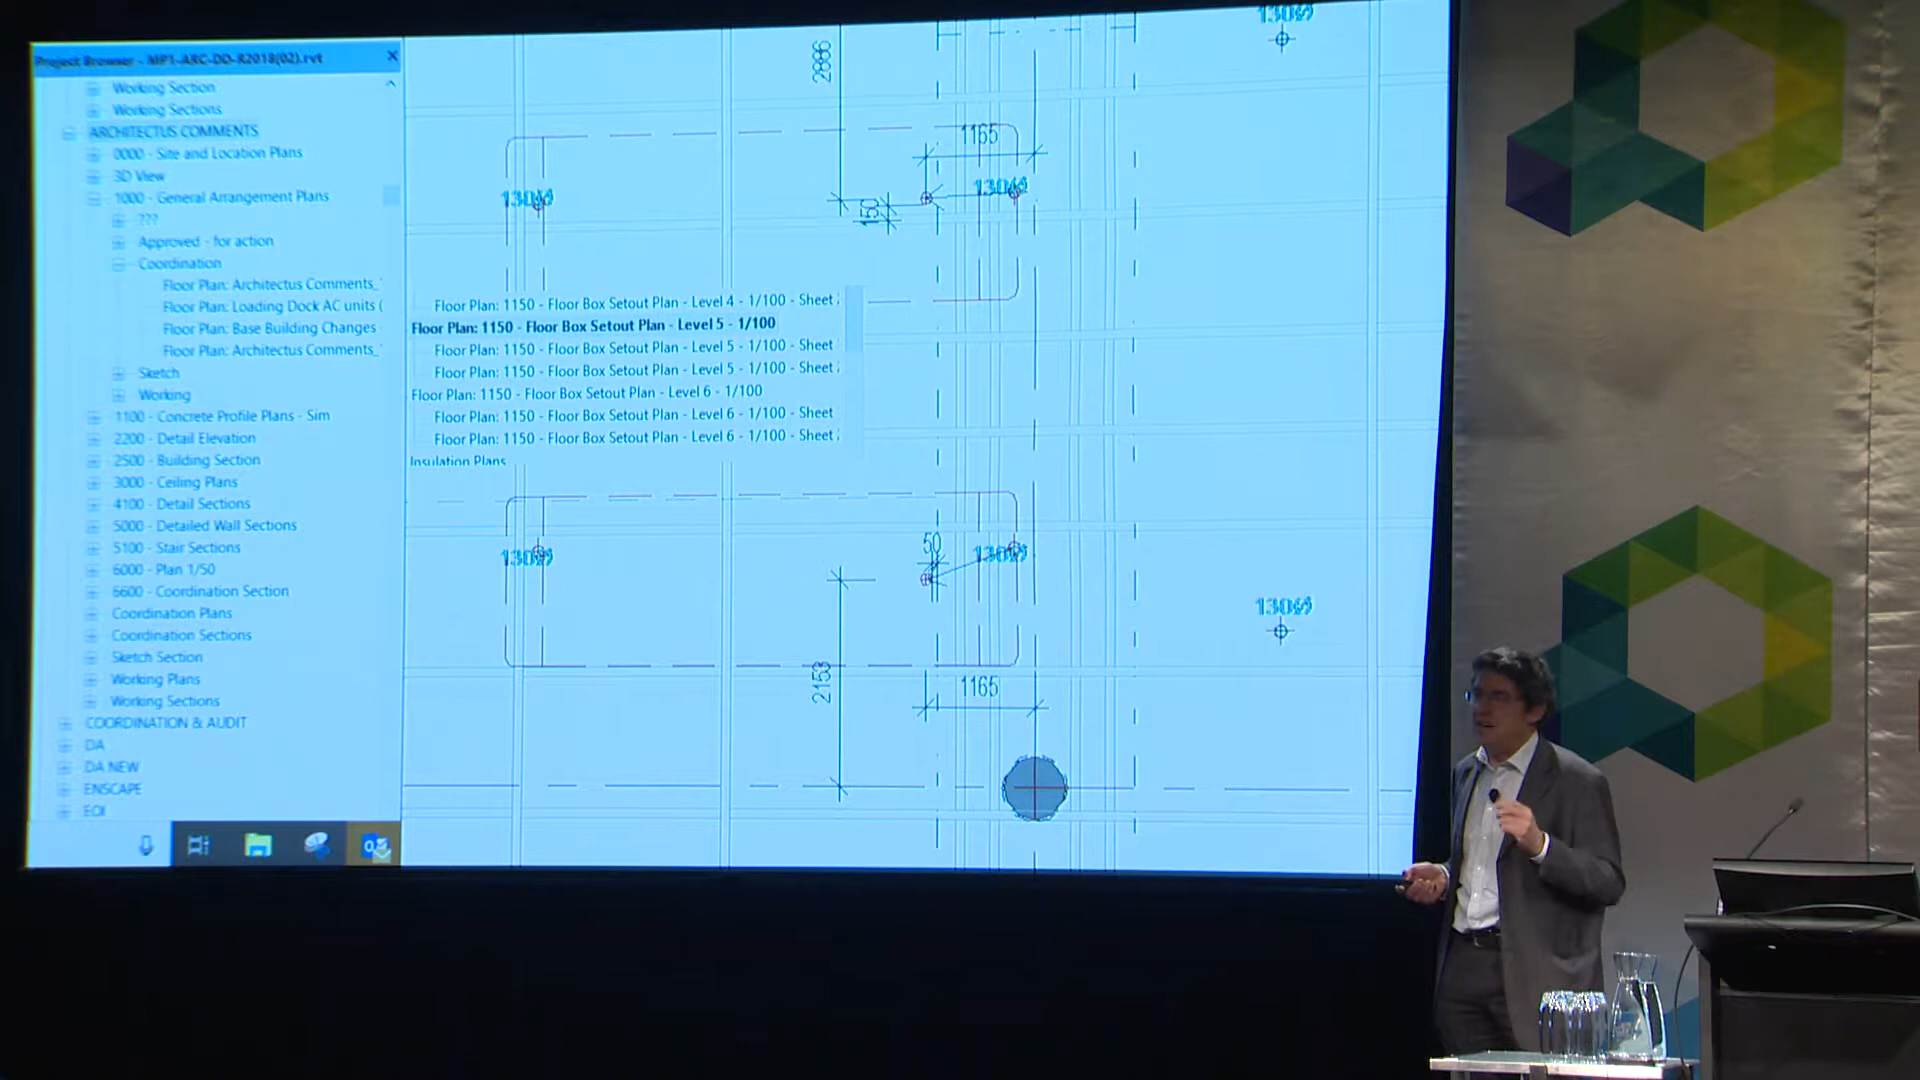 Project Browser - MP1-ARC-DD-R2018(02).rvt
Working Section
Working Sections
ARCHITECTUS COMMENTS
0000 - Site and Location Plans
3D View
1000 - General Arrangement Plans
???
Approved - for action
Coordination
Floor Plan: Architectus Comments_
Floor Plan: Loading Dock AC units (
Floor Plan: Base Building Changes
Floor Plan: Architectus Comments_
Sketch
Working
1100 - Concrete Profile Plans - Sim
2200 - Detail Elevation
2500 - Building Section
3000 - Ceiling Plans
4100 - Detail Sections
5000 - Detailed Wall Sections
5100 - Stair Sections
6000 - Plan 1/50
6600 - Coordination Section
Coordination Plans
Coordination Sections
Sketch Section
Working Plans
Working Sections
COORDINATION & AUDIT
DA
DA NEW
ENSCAPE
EOI
Floor Plan: 1150 - Floor Box Setout Plan - Level 4 - 1/100 - Sheet
Floor Plan: 1150 - Floor Box Setout Plan - Level 5 - 1/100
Floor Plan: 1150 - Floor Box Setout Plan - Level 5 - 1/100 - Sheet
Floor Plan: 1150 - Floor Box Setout Plan - Level 5 - 1/100 - Sheet
Floor Plan: 1150 - Floor Box Setout Plan - Level 6 - 1/100
Floor Plan: 1150 - Floor Box Setout Plan - Level 6 - 1/100 - Sheet
Floor Plan: 1150 - Floor Box Setout Plan - Level 6 - 1/100 - Sheet
Insulation Plans
2886
1165
150
50
2153
1165